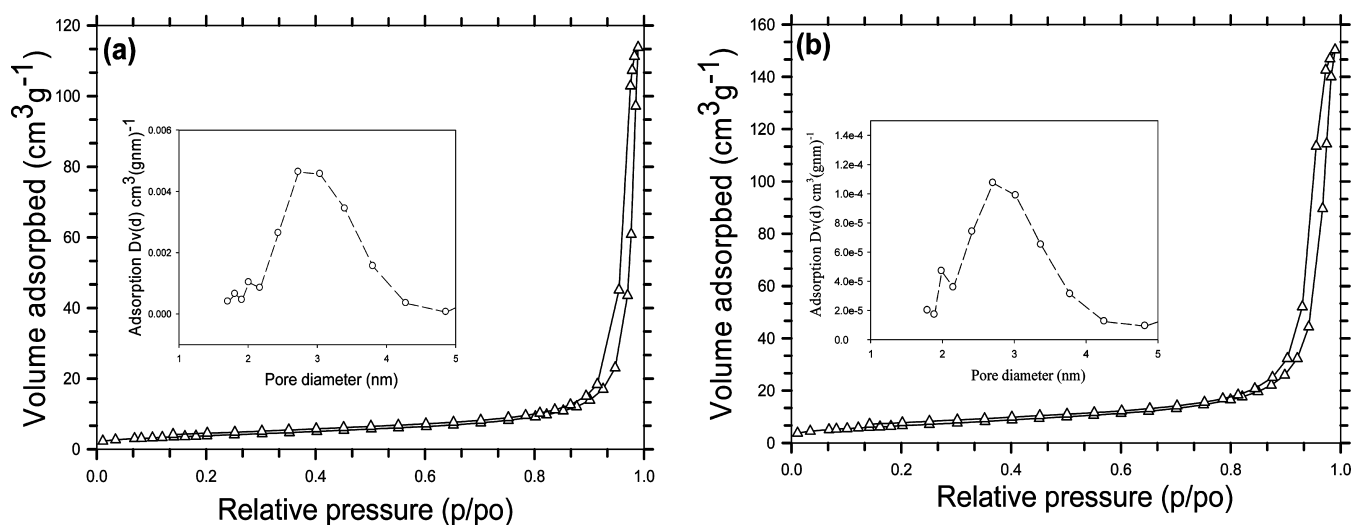 (a)
Volume adsorpbed (cm³g⁻¹)
120
100
80
60
40
20
0
0.0 0.2 0.4 0.6 0.8 1.0
Relative pressure (p/po)
Adsorption Dv(d) cm³(gnm)⁻¹
0.006
0.004
0.002
0.000
1 2 3 4 5
Pore diameter (nm)
(b)
Volume adsorpbed (cm³g⁻¹)
160
140
120
100
80
60
40
20
0
0.0 0.2 0.4 0.6 0.8 1.0
Relative pressure (p/po)
Adsorption Dv(d) cm³(gnm)⁻¹
1.4e-4
1.2e-4
1.0e-4
8.0e-5
6.0e-5
4.0e-5
2.0e-5
0.0
1 2 3 4 5
Pore diameter (nm)